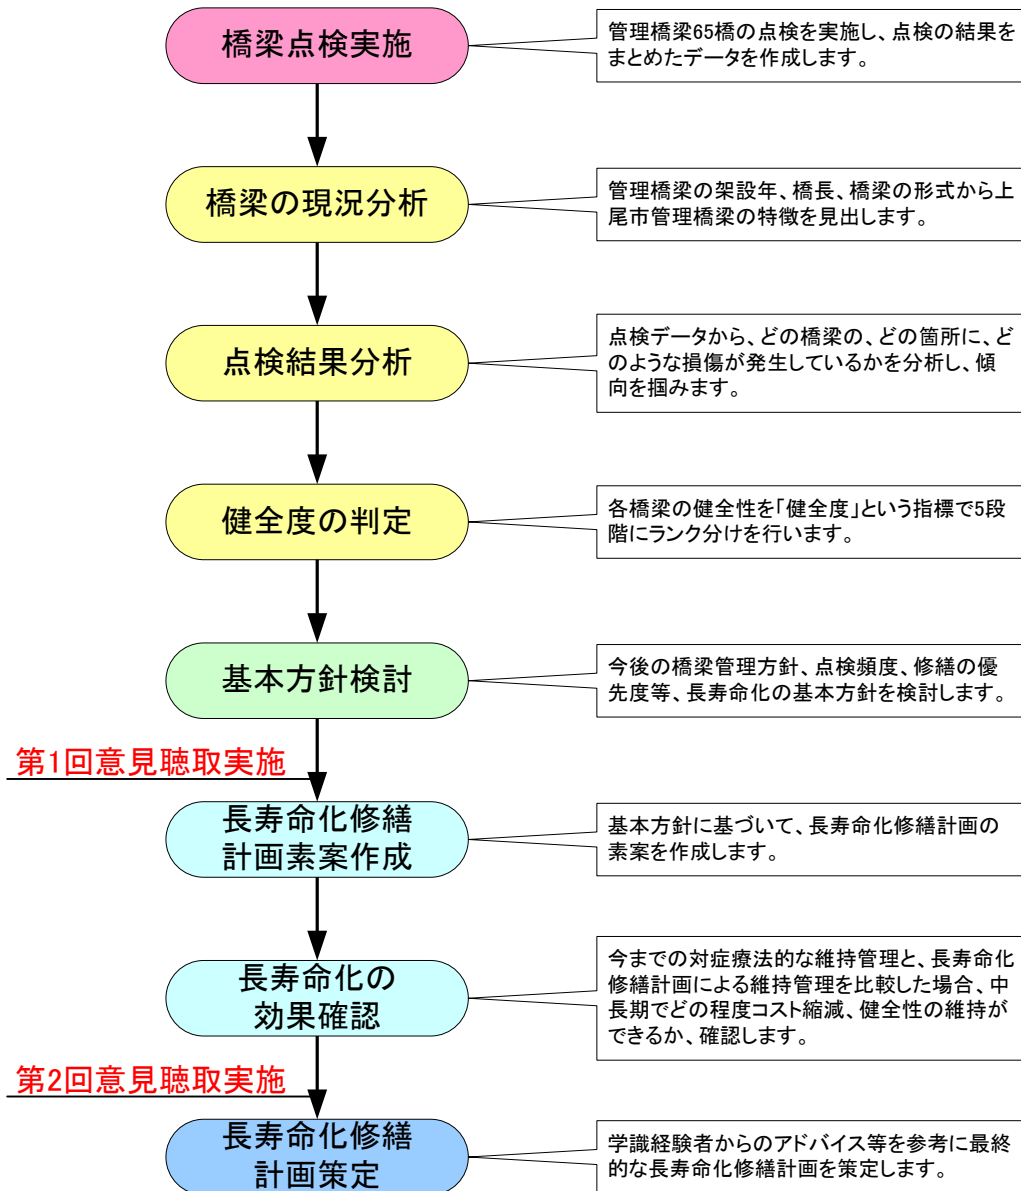 橋梁点検実施
管理橋梁65橋の点検を実施し、点検の結果を
まとめたデータを作成します。
橋梁の現況分析
管理橋梁の架設年、橋長、橋梁の形式から上
尾市管理橋梁の特徴を見出します。
点検結果分析
点検データから、どの橋梁の、どの箇所に、ど
のような損傷が発生しているかを分析し、傾
向を掴みます。
健全度の判定
各橋梁の健全性を「健全度」という指標で5段
階にランク分けを行います。
基本方針検討
今後の橋梁管理方針、点検頻度、修繕の優
先度等、長寿命化の基本方針を検討します。
第1回意見聴取実施
長寿命化修繕
計画素案作成
基本方針に基づいて、長寿命化修繕計画の
素案を作成します。
長寿命化の
効果確認
今までの対症療法的な維持管理と、長寿命化
修繕計画による維持管理を比較した場合、中
長期でどの程度コスト縮減、健全性の維持が
できるか、確認します。
第2回意見聴取実施
長寿命化修繕
計画策定
学識経験者からのアドバイス等を参考に最終
的な長寿命化修繕計画を策定します。